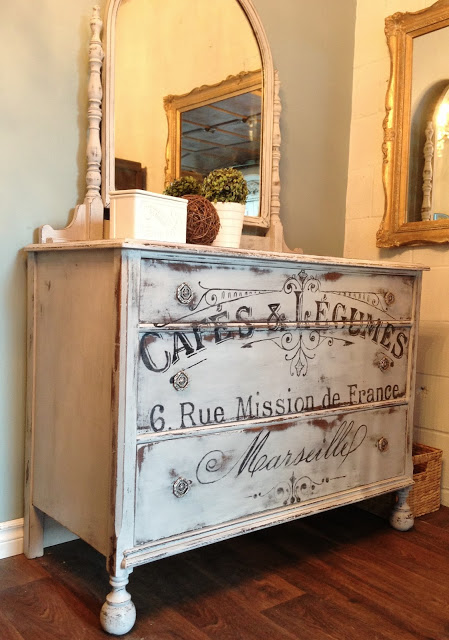 CAFÉS & LÉGUMES
6. Rue Mission de France
Marseille